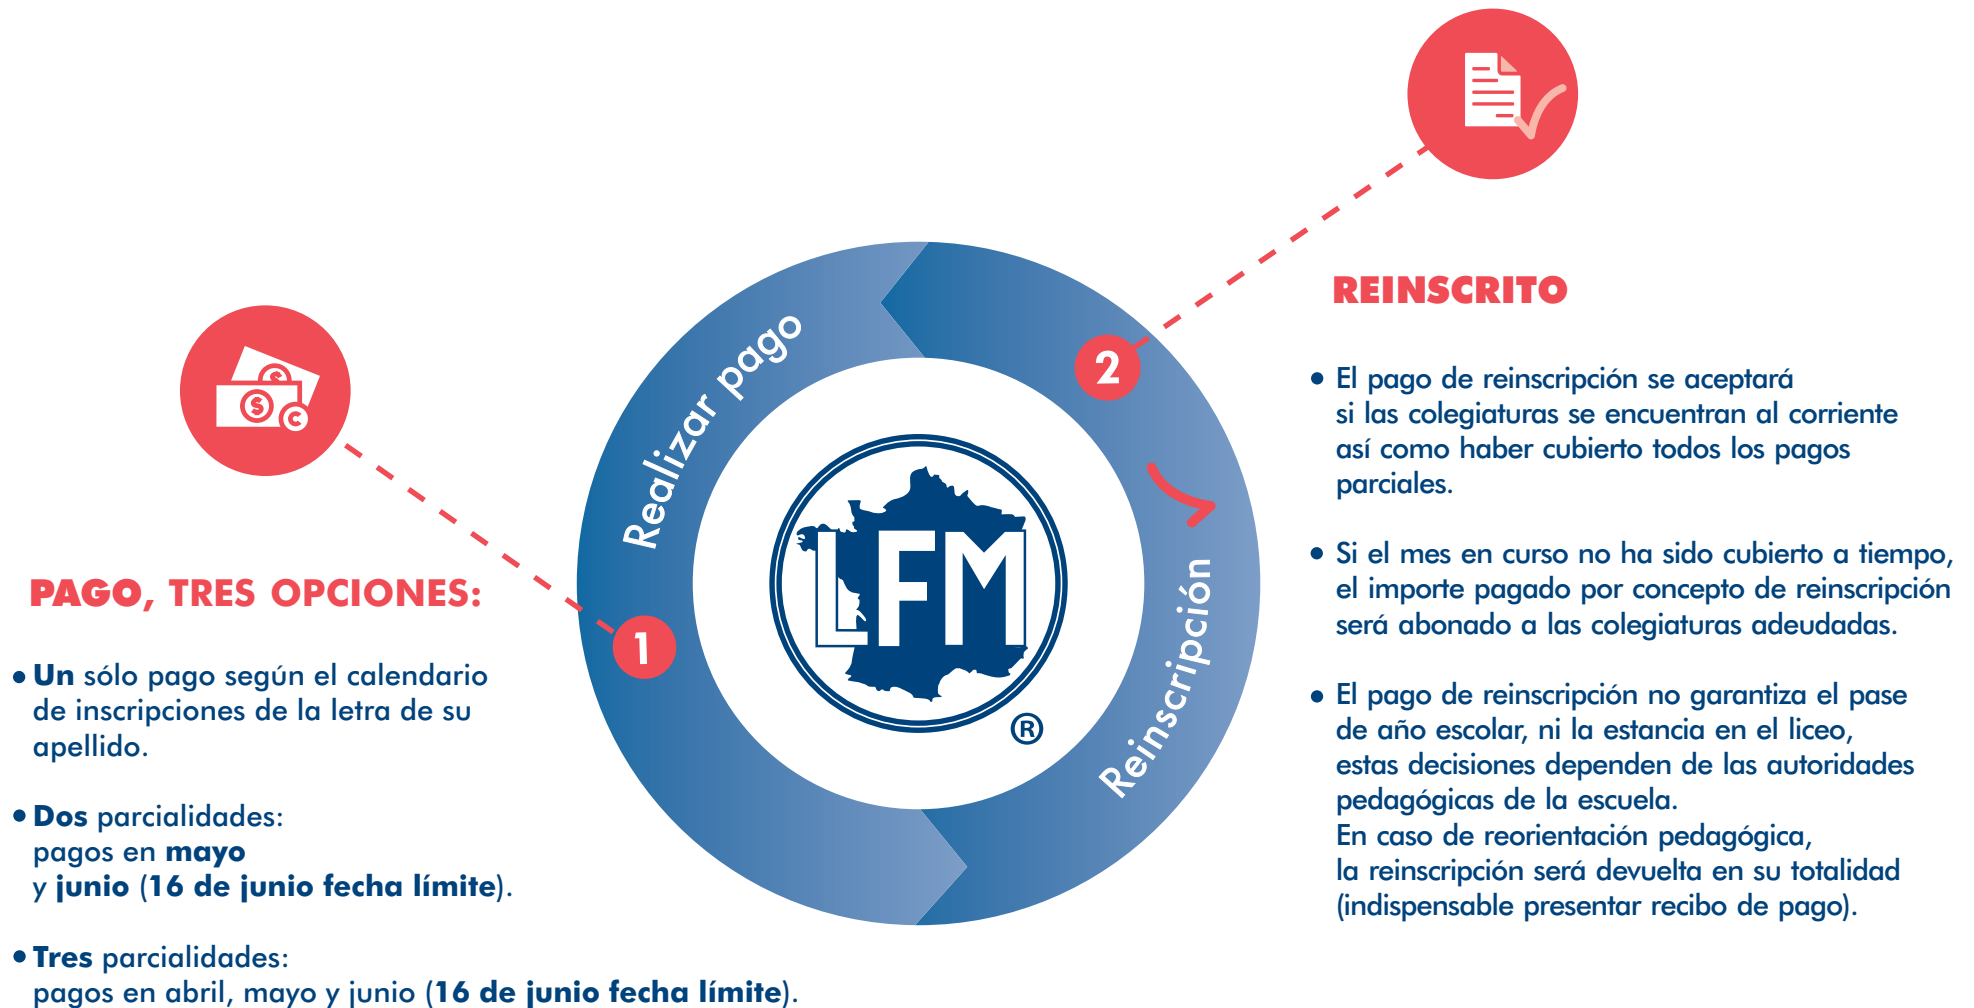 PAGO, TRES OPCIONES:
• Un sólo pago según el calendario
de inscripciones de la letra de su
apellido.
• Dos parcialidades:
pagos en mayo
y junio (16 de junio fecha límite).
• Tres parcialidades:
pagos en abril, mayo y junio (16 de junio fecha límite).
Realizar pago
1
LFM
®
2
Reinscripción
REINSCRITO
• El pago de reinscripción se aceptará
si las colegiaturas se encuentran al corriente
así como haber cubierto todos los pagos
parciales.
• Si el mes en curso no ha sido cubierto a tiempo,
el importe pagado por concepto de reinscripción
será abonado a las colegiaturas adeudadas.
• El pago de reinscripción no garantiza el pase
de año escolar, ni la estancia en el liceo,
estas decisiones dependen de las autoridades
pedagógicas de la escuela.
En caso de reorientación pedagógica,
la reinscripción será devuelta en su totalidad
(indispensable presentar recibo de pago).